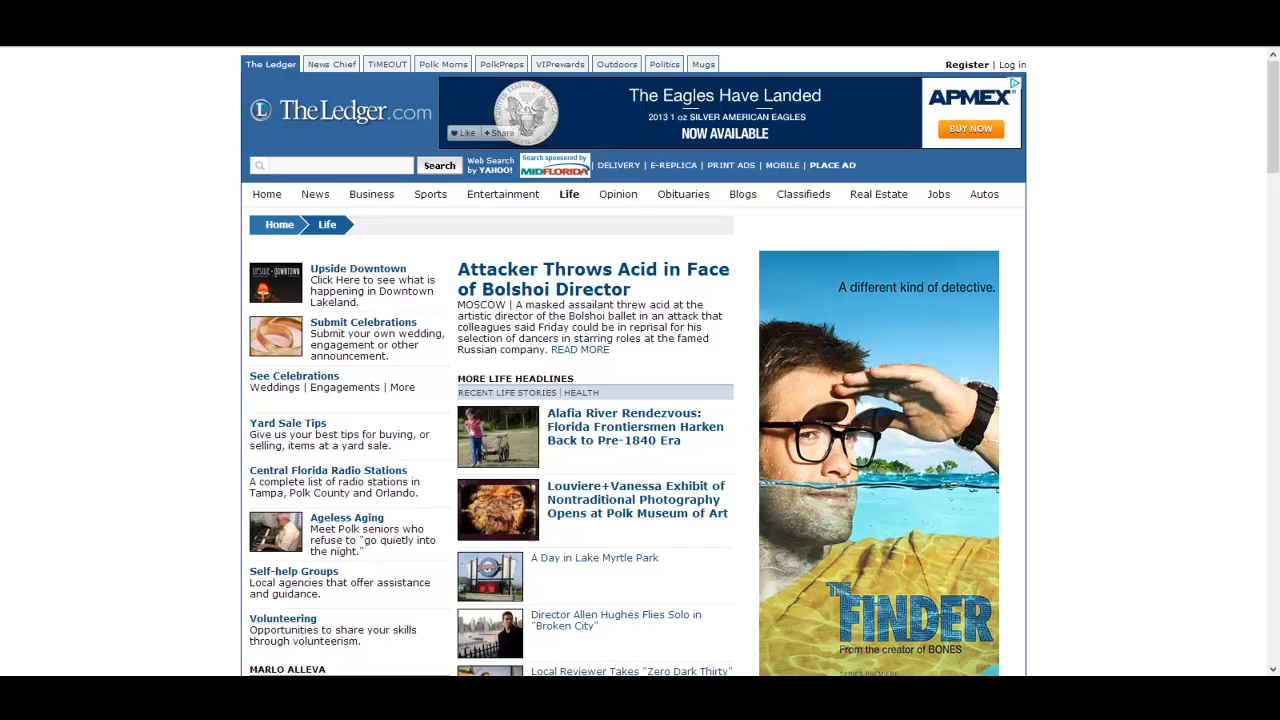 The Ledger
News Chief
TiMEOUT
Polk Moms
PolkPreps
VIPrewards
Outdoors
Politics
Mugs
Register | Log in
TheLedger.com
Like
Share
The Eagles Have Landed
2013 1 oz SILVER AMERICAN EAGLES
NOW AVAILABLE
APMEX
BUY NOW
Search
Web Search
by YAHOO!
Search sponsored by
MIDFLORIDA
| DELIVERY | E-REPLICA | PRINT ADS | MOBILE | PLACE AD
Home News Business Sports Entertainment Life Opinion Obituaries Blogs Classifieds Real Estate Jobs Autos
Home Life
UPSIDE DOWNTOWN
Upside Downtown
Click Here to see what is
happening in Downtown
Lakeland.
Submit Celebrations
Submit your own wedding,
engagement or other
announcement.
See Celebrations
Weddings | Engagements | More
Yard Sale Tips
Give us your best tips for buying, or
selling, items at a yard sale.
Central Florida Radio Stations
A complete list of radio stations in
Tampa, Polk County and Orlando.
Ageless Aging
Meet Polk seniors who
refuse to "go quietly into
the night."
Self-help Groups
Local agencies that offer assistance
and guidance.
Volunteering
Opportunities to share your skills
through volunteerism.
MARLO ALLEVA
Attacker Throws Acid in Face
of Bolshoi Director
MOSCOW | A masked assailant threw acid at the
artistic director of the Bolshoi ballet in an attack that
colleagues said Friday could be in reprisal for his
selection of dancers in starring roles at the famed
Russian company. READ MORE
MORE LIFE HEADLINES
RECENT LIFE STORIES | HEALTH
Alafia River Rendezvous:
Florida Frontiersmen Harken
Back to Pre-1840 Era
Louviere+Vanessa Exhibit of
Nontraditional Photography
Opens at Polk Museum of Art
A Day in Lake Myrtle Park
Director Allen Hughes Flies Solo in
"Broken City"
Local Reviewer Takes "Zero Dark Thirty"
A different kind of detective.
THE
FINDER
From the creator of BONES
SERIES PREMIERE